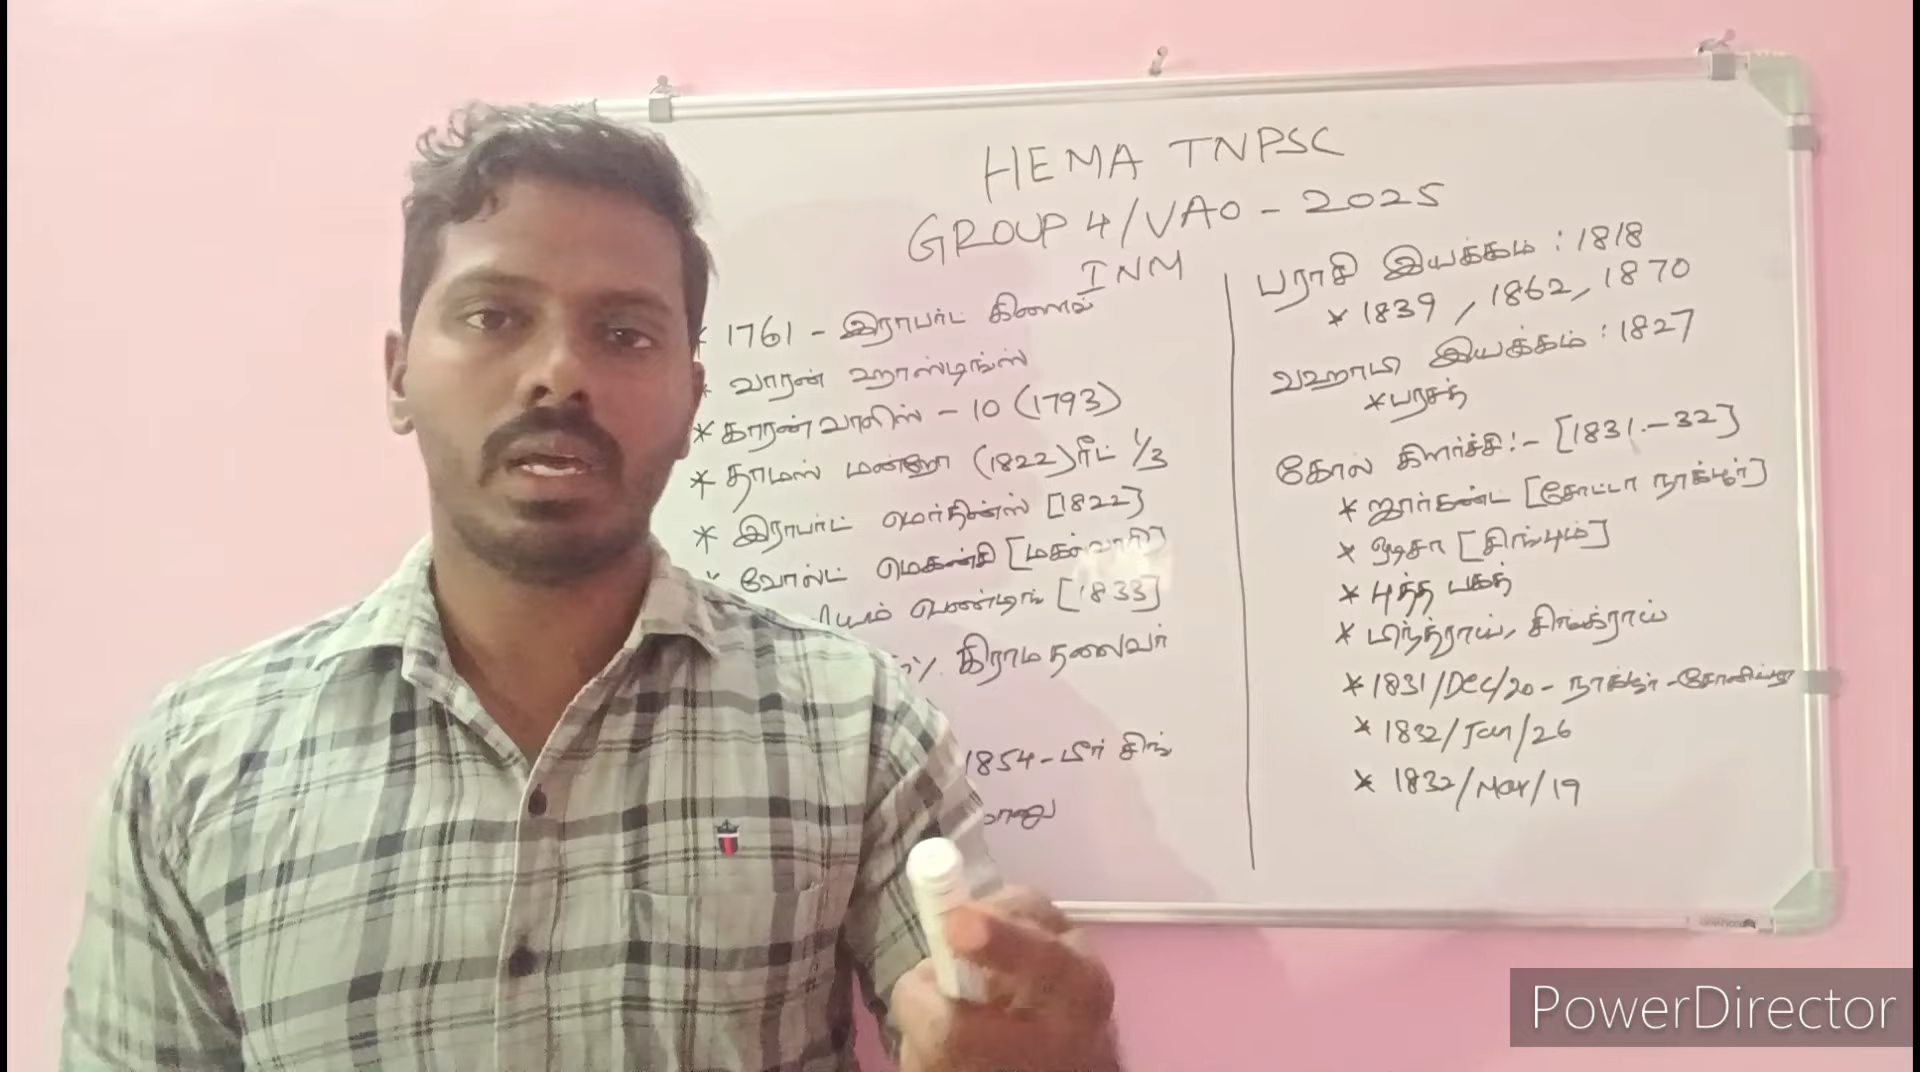 HEMA TNPSC
GROUP 4/VAO - 2025
INM
* 1761 - இராபர்ட் கிளைவ்
* வாரன் ஹாஸ்டிங்ஸ்
* காரன் வாலிஸ் - 10 (1793)
* தாமஸ் மன்றோ (1822) ரீட் 1/3
* இராபர்ட் மெர்தின்ஸ் [1822]
* ஹோல்ட் மெகன்சி [மகல்வாரி]
பெண்டிங் [1833]
% கிராம தலைவர்
1854 - பீர் சிங்
பராசி இயக்கம் : 1818
* 1839, 1862, 1870
வஹாபி இயக்கம் : 1827
* பரசத்
கோல் கிளர்ச்சி :- [1831 - 32]
* ஜார்கண்ட் [சோட்டா நாக்பூர்]
* ஒடிசா [சிங்பும்]
* புத்த பகத்
* பிந்த்ராய், சிங்க்ராய்
* 1831/Dec/20 - நாக்பூர் -
* 1832/Jan/26
* 1832/Mar/19
PowerDirector